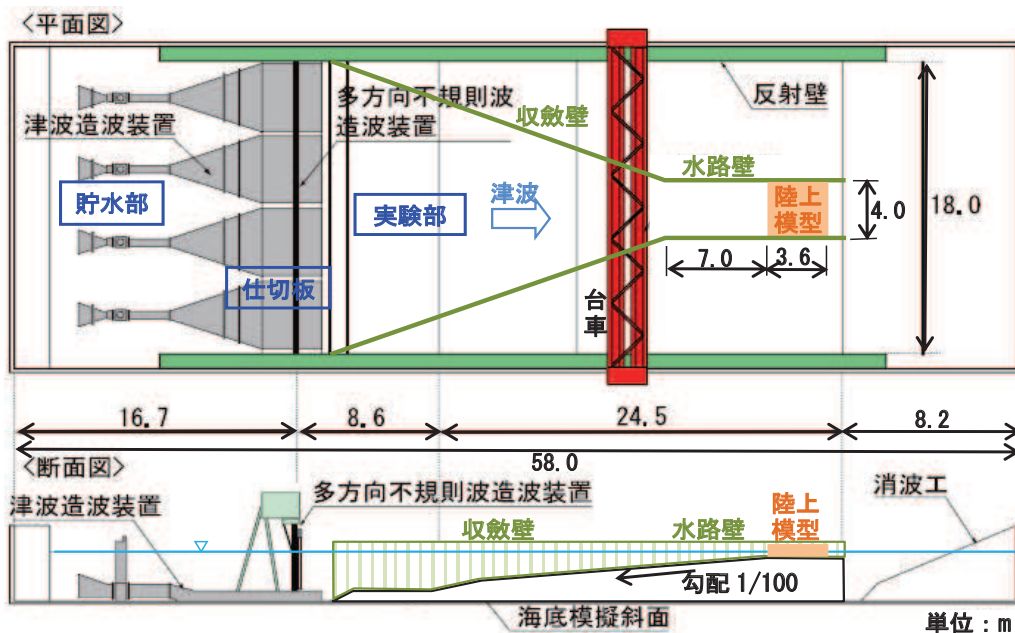 <平面図>
津波造波装置
多方向不規則波
造波装置
収斂壁
反射壁
水路壁
貯水部
実験部
津波
陸上
模型
4.0
18.0
7.0
3.6
仕切板
台車
16.7
8.6
24.5
8.2
58.0
<断面図>
津波造波装置
多方向不規則波造波装置
収斂壁
水路壁
陸上
模型
消波工
勾配 1/100
海底模擬斜面
単位:m